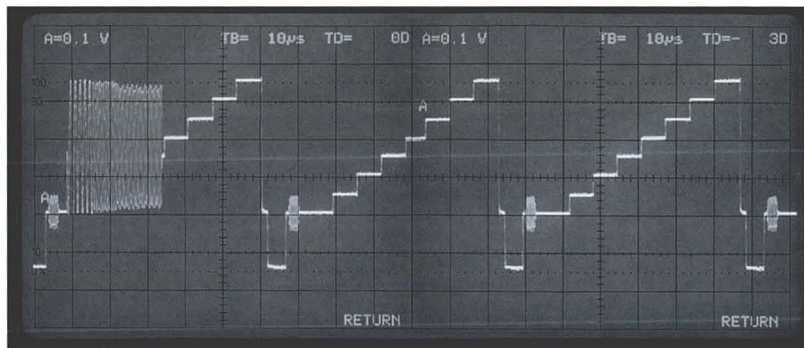 A=0.1 V TB= 10µs TD= 0D A=0.1 V TB= 10µs TD=- 3D
100
90
A
A
10
RETURN RETURN